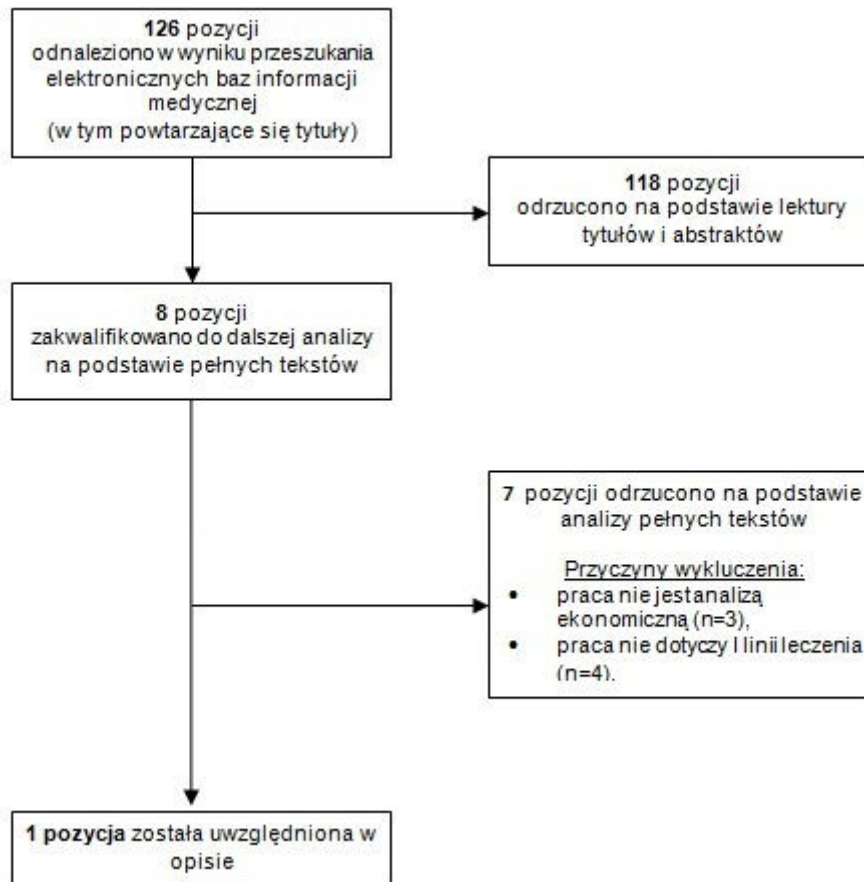 126 pozycji
odnaleziono w wyniku przeszukania
elektronicznych baz informacji
medycznej
(w tym powtarzające się tytuły)
118 pozycji
odrzucono na podstawie lektury
tytułów i abstraktów
8 pozycji
zakwalifikowano do dalszej analizy
na podstawie pełnych tekstów
7 pozycji odrzucono na podstawie
analizy pełnych tekstów
Przyczyny wykluczenia:
• praca nie jest analizą
ekonomiczną (n=3),
• praca nie dotyczy I linii leczenia
(n=4).
1 pozycja została uwzględniona w
opisie